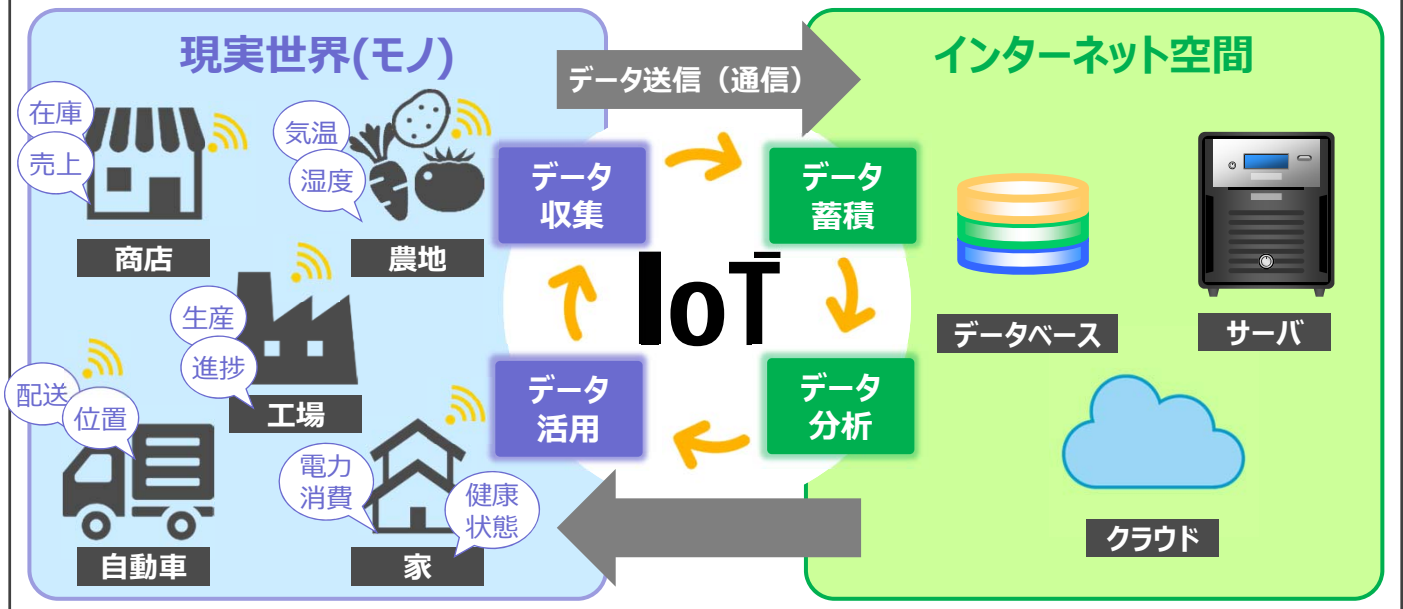 現実世界(モノ)
データ送信（通信）
インターネット空間
在庫
売上
商店
気温
湿度
農地
生産
進捗
工場
配送
位置
自動車
電力
消費
健康
状態
家
データ
収集
データ
蓄積
IoT
データ
活用
データ
分析
データベース
サーバ
クラウド